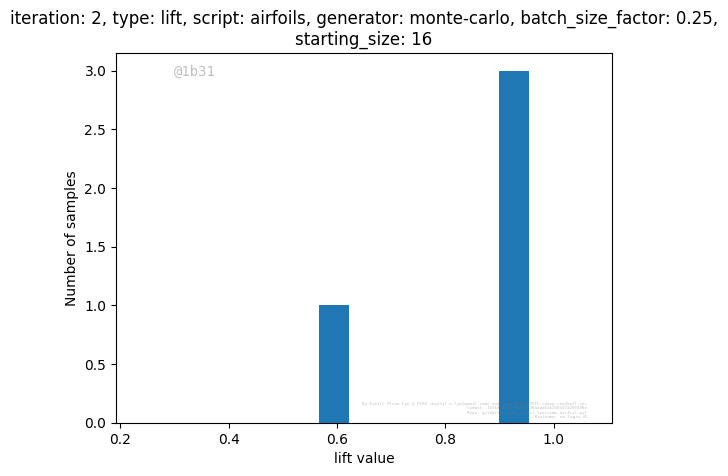 iteration: 2, type: lift, script: airfoils, generator: monte-carlo, batch_size_factor: 0.25,
starting_size: 16
@1b31
3.0
2.5
2.0
1.5
1.0
0.5
0.0
Number of samples
0.2 0.4 0.6 0.8 1.0
lift value